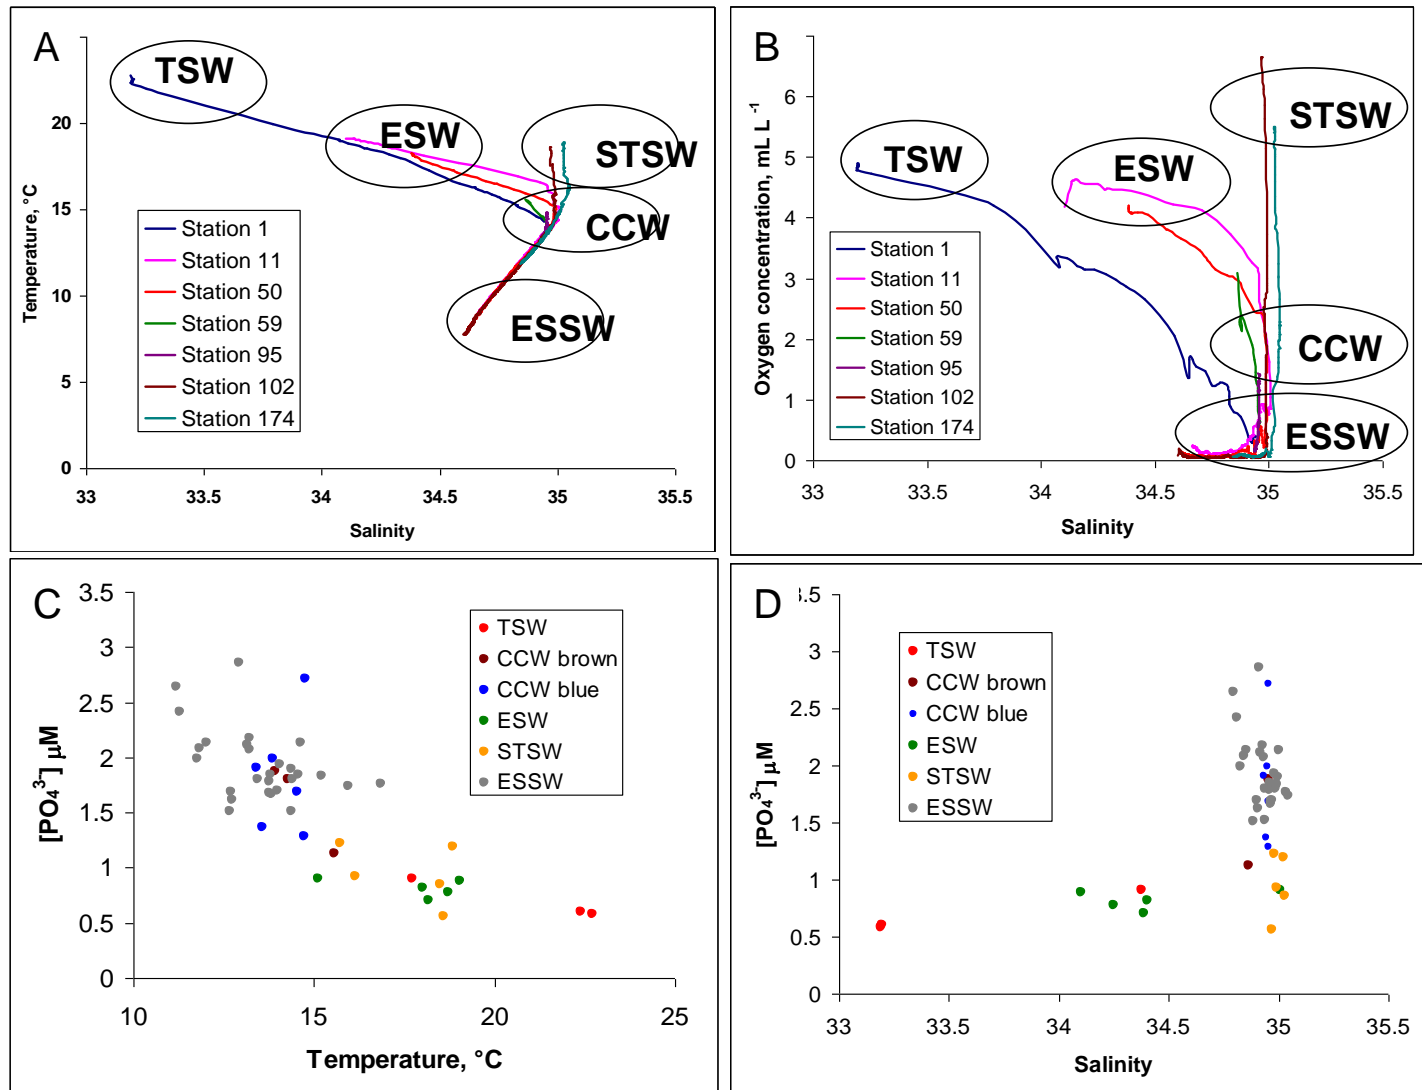 A
TSW
ESW
STSW
CCW
ESSW
Temperature, °C
25
20
15
10
5
0
Station 1
Station 11
Station 50
Station 59
Station 95
Station 102
Station 174
33 33.5 34 34.5 35 35.5
Salinity
B
TSW
ESW
STSW
CCW
ESSW
Oxygen concentration, mL L -1
6
5
4
3
2
1
0
Station 1
Station 11
Station 50
Station 59
Station 95
Station 102
Station 174
33 33.5 34 34.5 35 35.5
Salinity
C
[PO₄³⁻] µM
3.5
3
2.5
2
1.5
1
0.5
0
TSW
CCW brown
CCW blue
ESW
STSW
ESSW
10 15 20 25
Temperature, °C
D
[PO₄³⁻] µM
.5
3
2.5
2
1.5
1
0.5
0
TSW
CCW brown
CCW blue
ESW
STSW
ESSW
33 33.5 34 34.5 35 35.5
Salinity